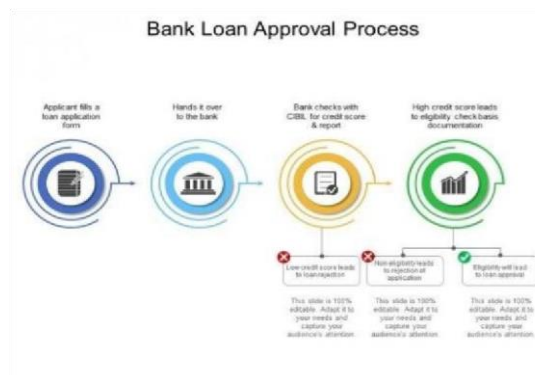 Bank Loan Approval Process
Applicant fills a
loan application
form
Hands it over
to the bank
Bank checks with
CIBIL for credit score
& report
High credit score leads
to eligibility check basis
documentation
Low credit score leads
to loan rejection
Non eligibility leads
to rejection of
application
Eligibility will lead
to loan approval
This slide is 100%
editable. Adapt it to
your needs and
capture your
audience's attention.
This slide is 100%
editable. Adapt it to
your needs and
capture your
audience's attention.
This slide is 100%
editable. Adapt it to
your needs and
capture your
audience's attention.